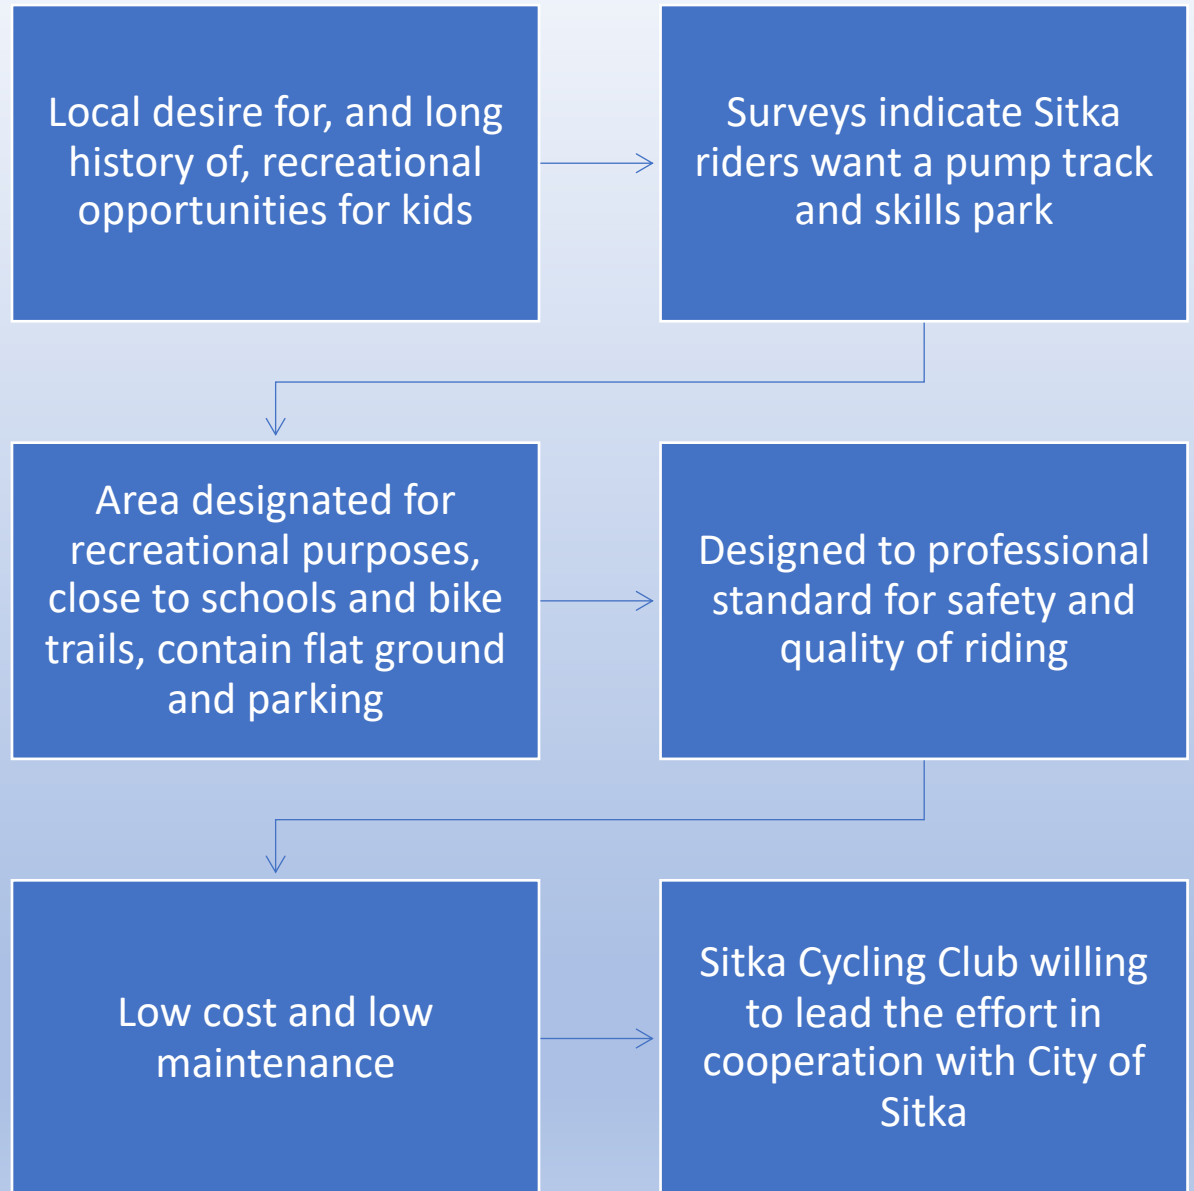 Local desire for, and long
history of, recreational
opportunities for kids
Surveys indicate Sitka
riders want a pump track
and skills park
Area designated for
recreational purposes,
close to schools and bike
trails, contain flat ground
and parking
Designed to professional
standard for safety and
quality of riding
Low cost and low
maintenance
Sitka Cycling Club willing
to lead the effort in
cooperation with City of
Sitka